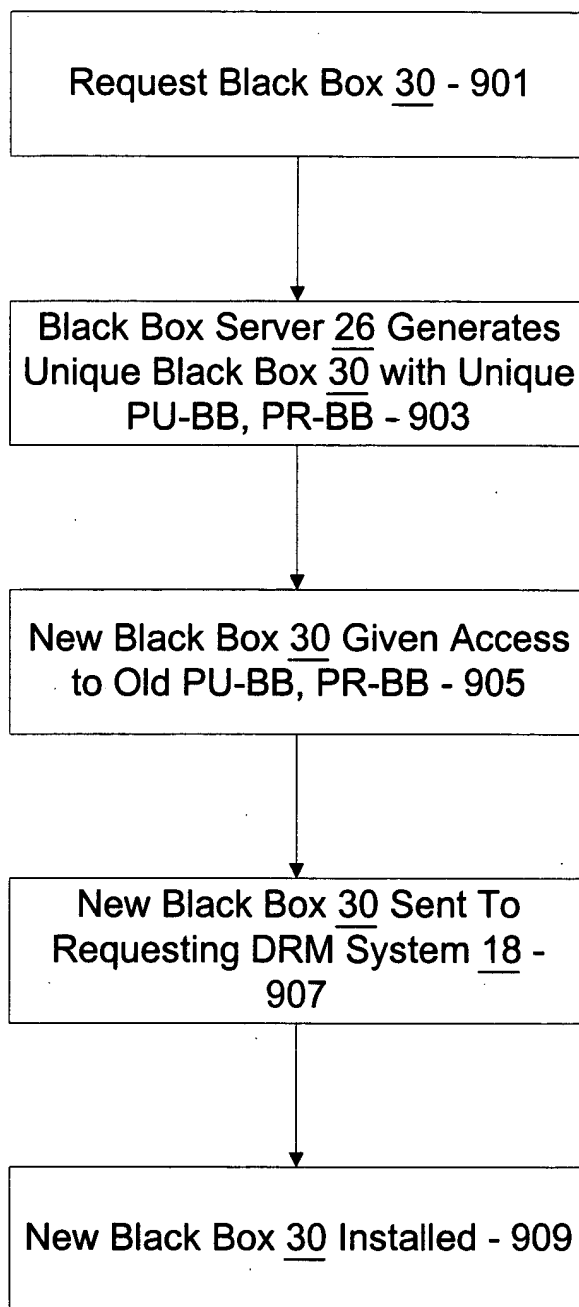 Request Black Box 30 - 901
Black Box Server 26 Generates
Unique Black Box 30 with Unique
PU-BB, PR-BB - 903
New Black Box 30 Given Access
to Old PU-BB, PR-BB - 905
New Black Box 30 Sent To
Requesting DRM System 18 -
907
New Black Box 30 Installed - 909